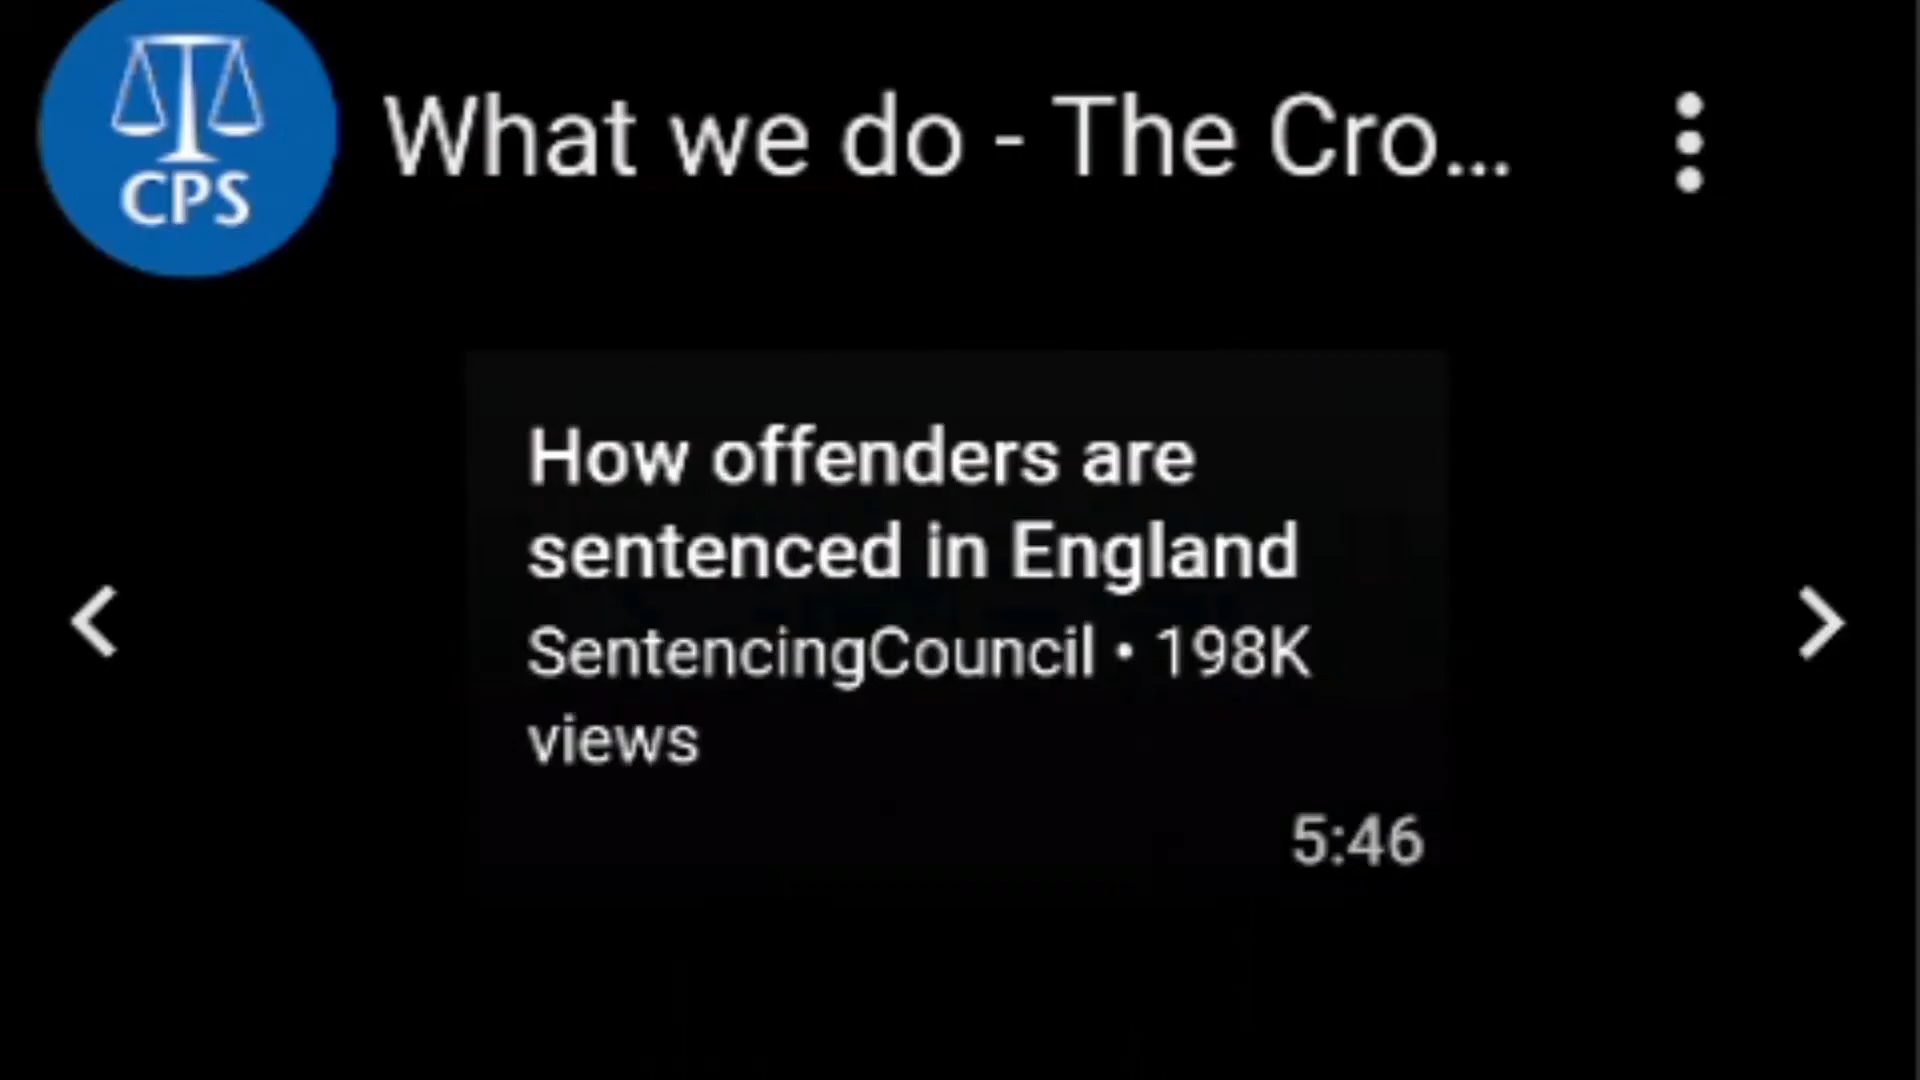 CPS
What we do - The Cro...
How offenders are
sentenced in England
SentencingCouncil • 198K
views
5:46